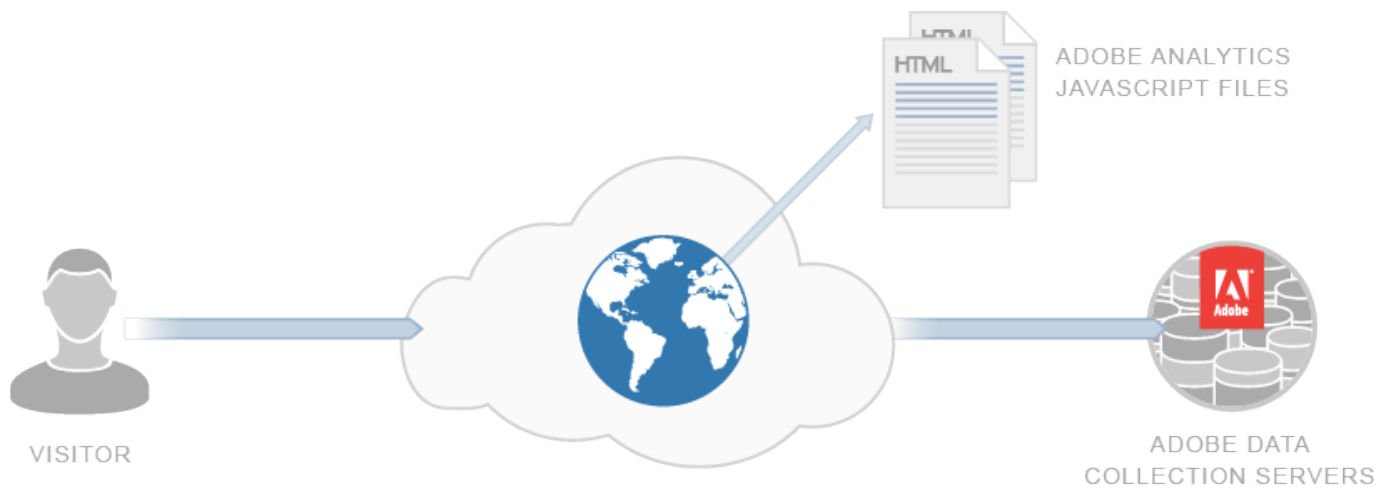 HTML
HTML
ADOBE ANALYTICS
JAVASCRIPT FILES
Adobe
VISITOR
ADOBE DATA
COLLECTION SERVERS